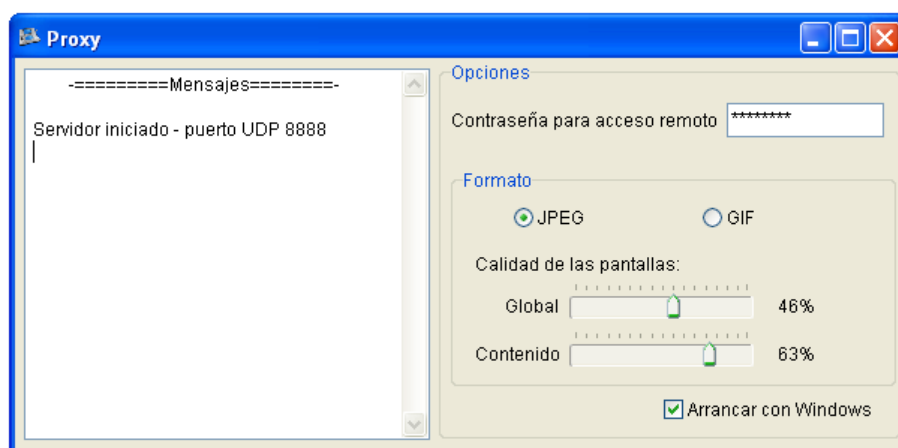 Proxy
-=========Mensajes========-
Servidor iniciado - puerto UDP 8888
Opciones
Contraseña para acceso remoto ********
Formato
JPEG GIF
Calidad de las pantallas:
Global 46%
Contenido 63%
Arrancar con Windows